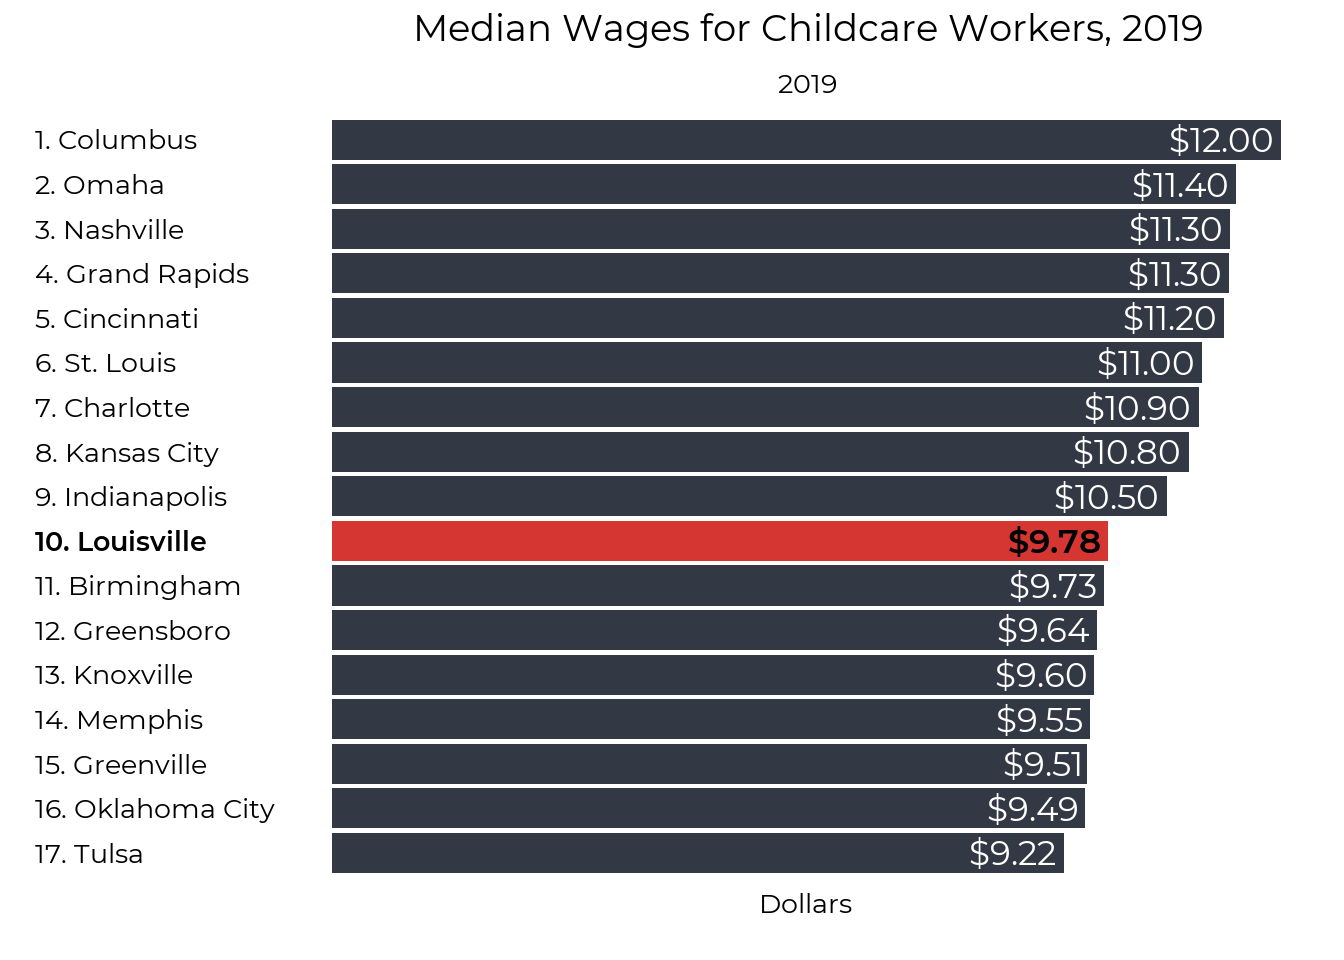 Median Wages for Childcare Workers, 2019
2019
1. Columbus $12.00
2. Omaha $11.40
3. Nashville $11.30
4. Grand Rapids $11.30
5. Cincinnati $11.20
6. St. Louis $11.00
7. Charlotte $10.90
8. Kansas City $10.80
9. Indianapolis $10.50
10. Louisville $9.78
11. Birmingham $9.73
12. Greensboro $9.64
13. Knoxville $9.60
14. Memphis $9.55
15. Greenville $9.51
16. Oklahoma City $9.49
17. Tulsa $9.22
Dollars